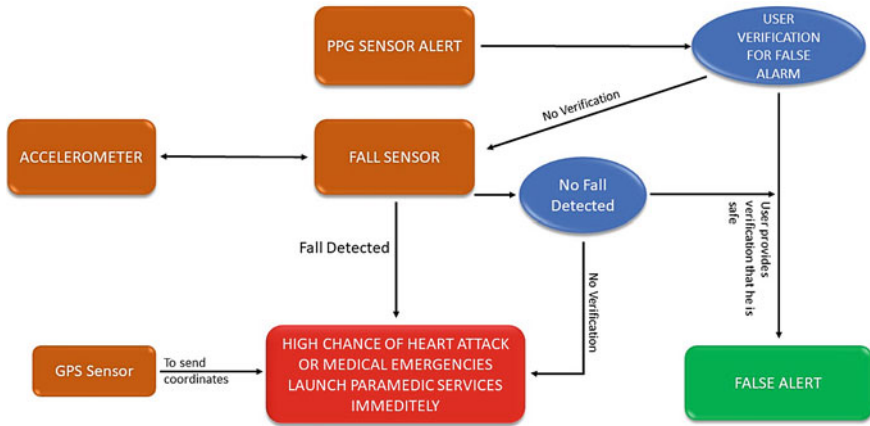 PPG SENSOR ALERT
USER
VERIFICATION
FOR FALSE
ALARM
No Verification
ACCELEROMETER
FALL SENSOR
No Fall
Detected
User provides
verification that he is
safe
Fall Detected
No Verification
GPS Sensor
To send
coordinates
HIGH CHANCE OF HEART ATTACK
OR MEDICAL EMERGENCIES
LAUNCH PARAMEDIC SERVICES
IMMEDITELY
FALSE ALERT